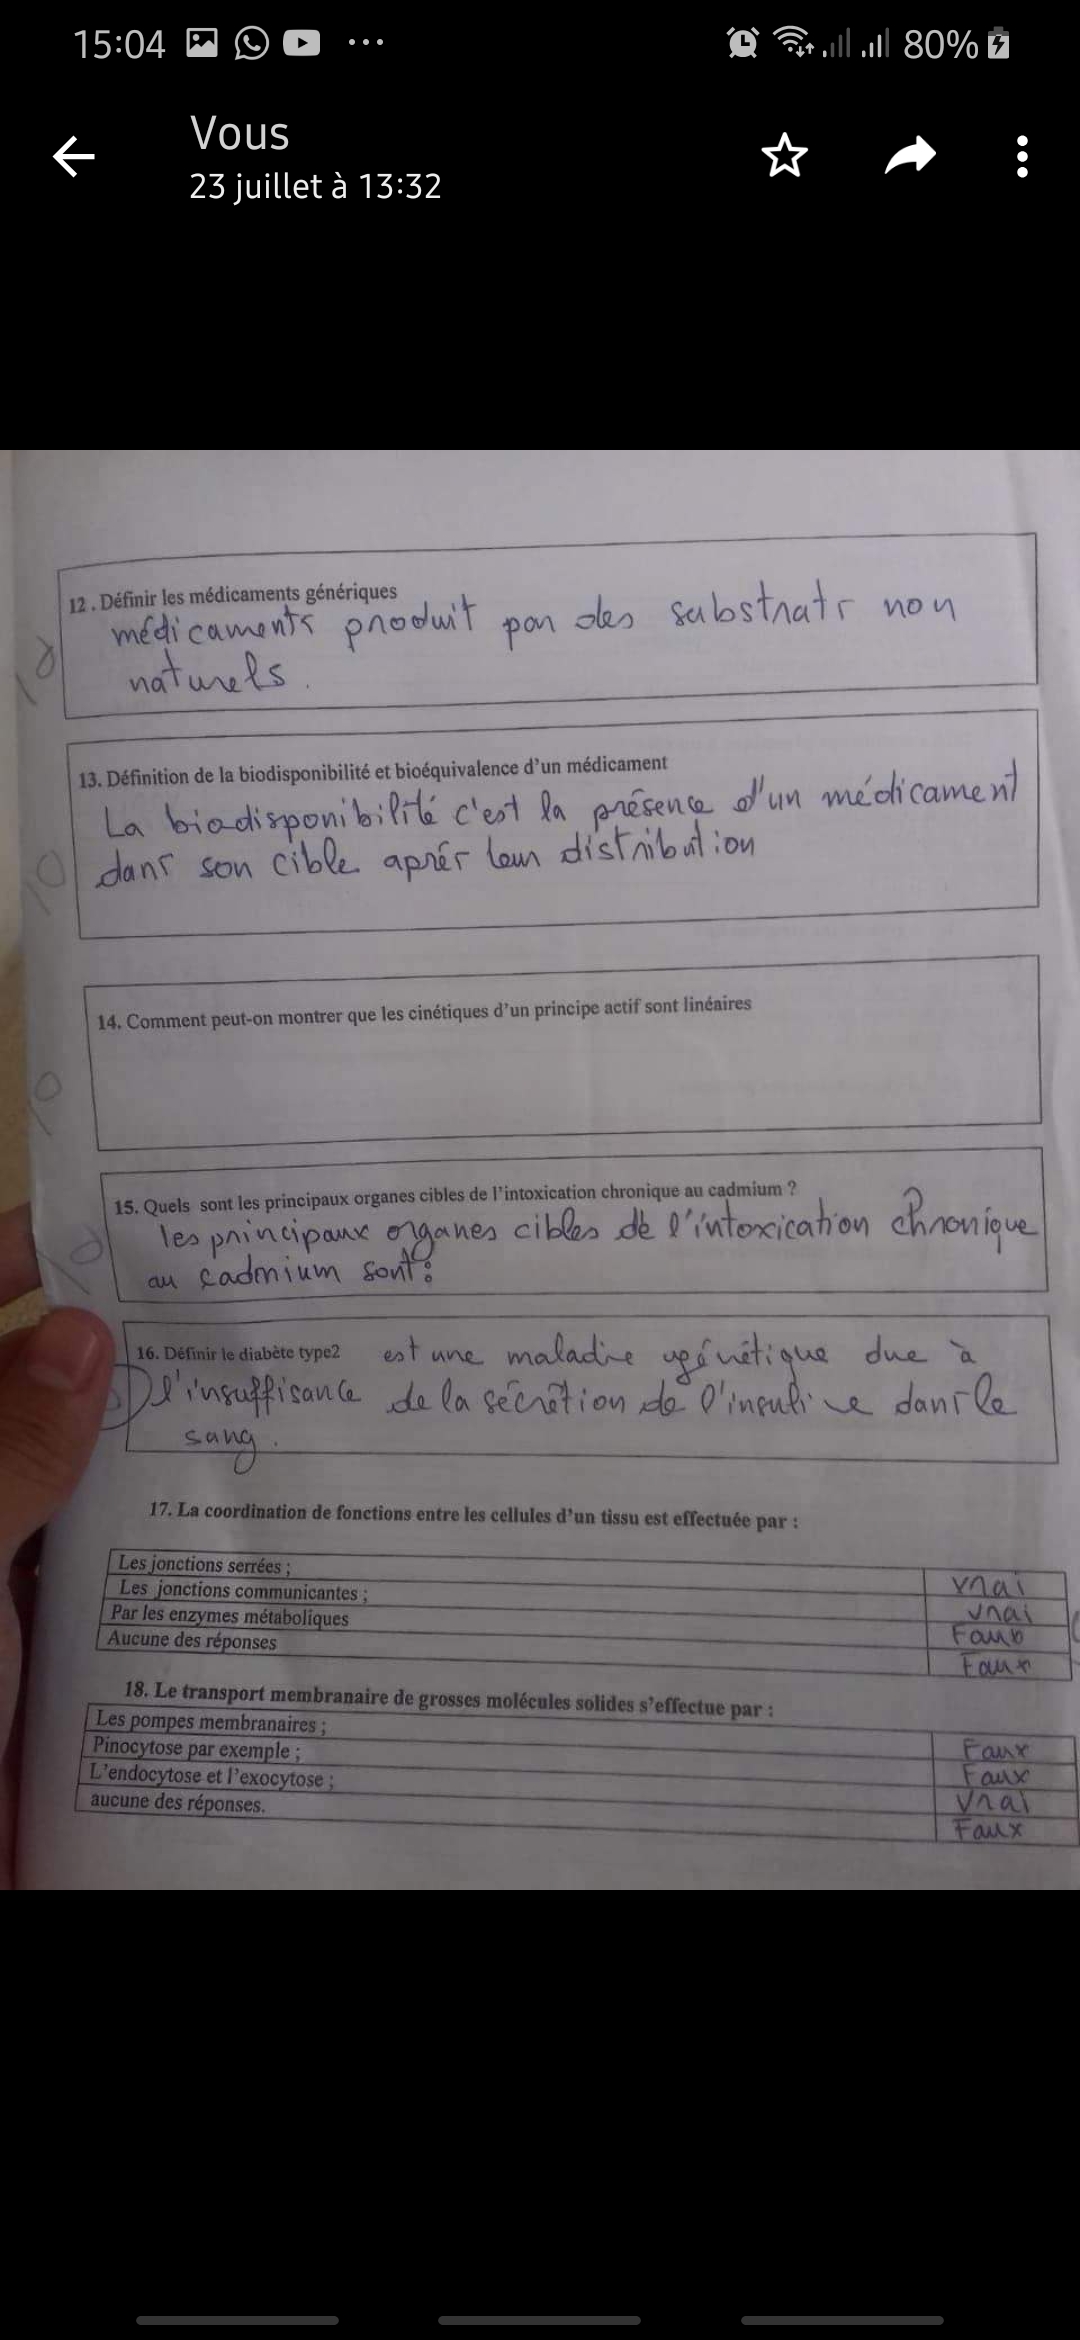 15:04 80%
Vous
23 juillet à 13:32
12 . Définir les médicaments génériques
médicaments produit par des substrats non
naturels.
13. Définition de la biodisponibilité et bioéquivalence d'un médicament
La biodisponibilité c'est la présence d'un médicament
dans son cible aprés leur distribution
14. Comment peut-on montrer que les cinétiques d'un principe actif sont linéaires
15. Quels sont les principaux organes cibles de l'intoxication chronique au cadmium ?
les principaux organes cibles de l'intoxication chronique
au cadmium sont :
16. Définir le diabète type2 est une maladie due à
l'insuffisance de la sécrétion de l'insuline dans le
sang.
17. La coordination de fonctions entre les cellules d'un tissu est effectuée par :
Les jonctions serrées ; vrai
Les jonctions communicantes ; vrai
Par les enzymes métaboliques Faux
Aucune des réponses Faux
18. Le transport membranaire de grosses molécules solides s'effectue par :
Les pompes membranaires ; Faux
Pinocytose par exemple ; Faux
L'endocytose et l'exocytose ; vrai
aucune des réponses. Faux